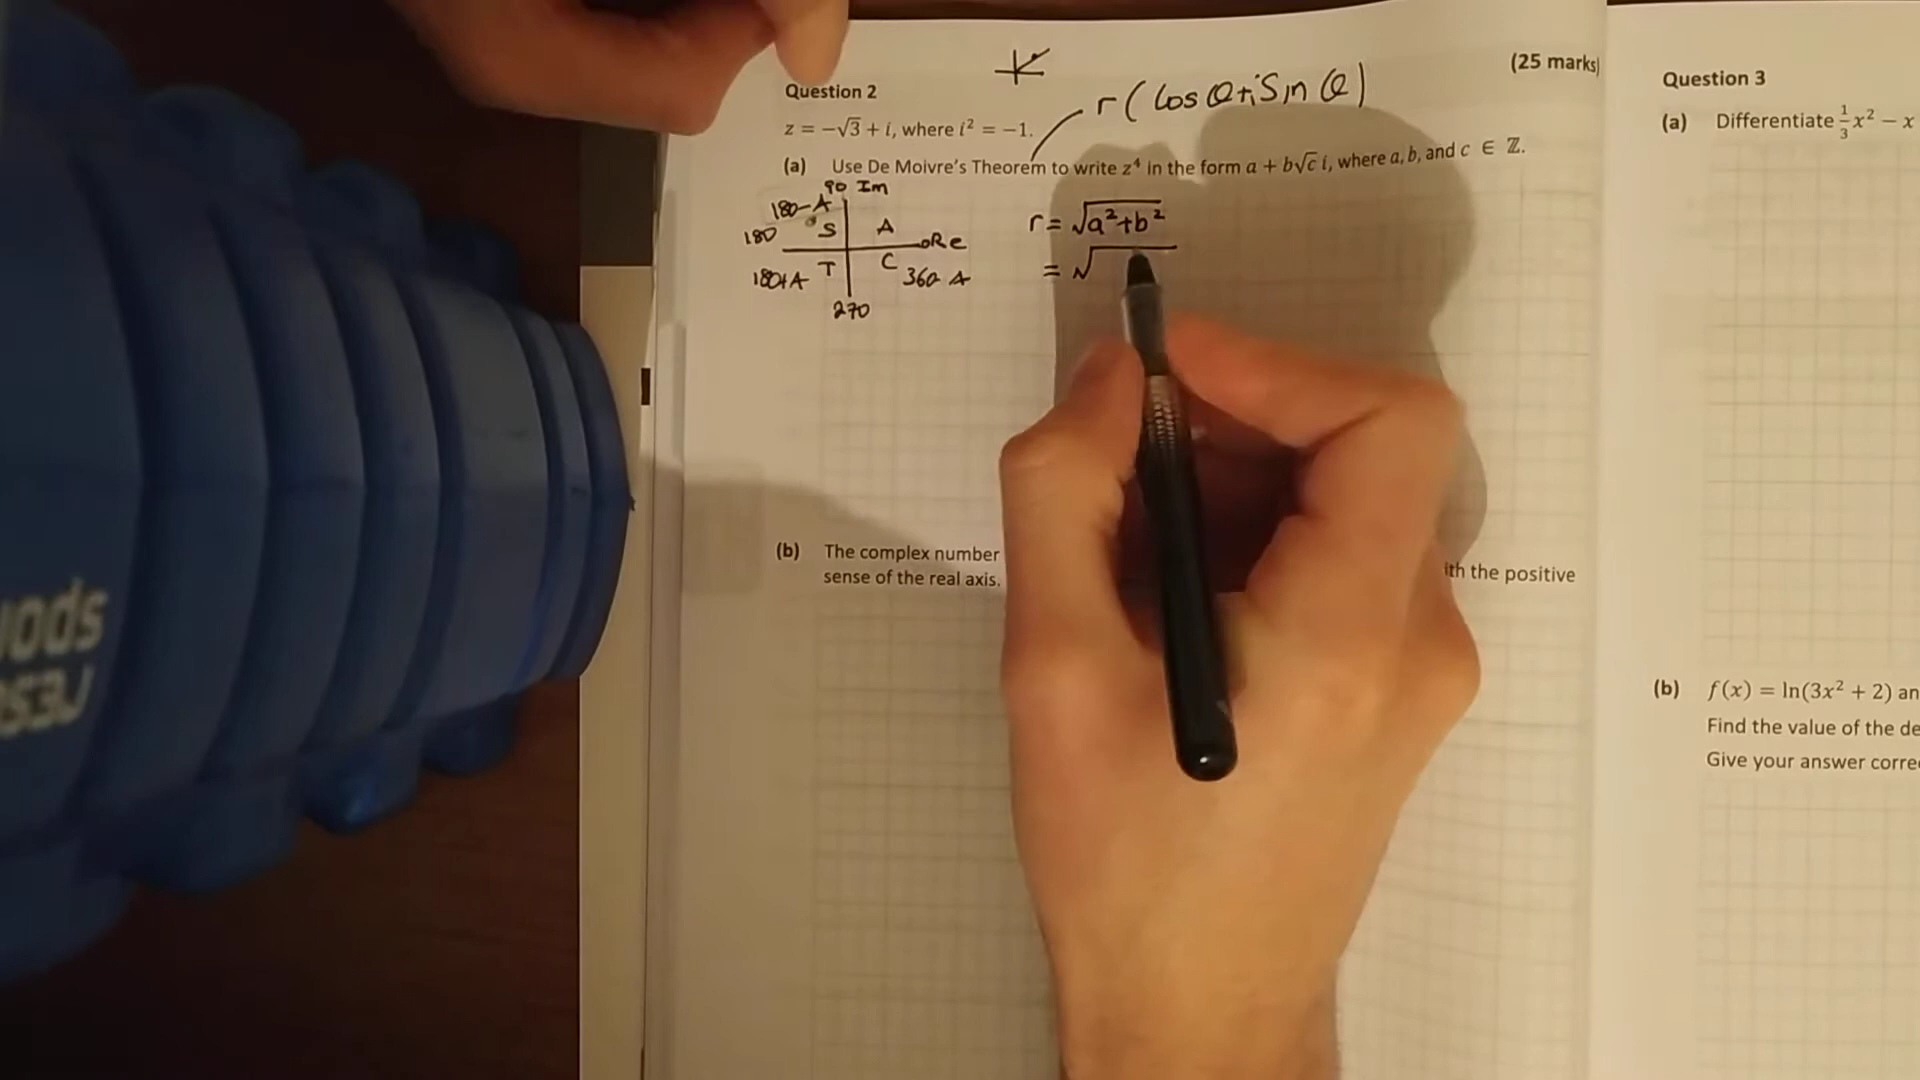 (25 marks)
Question 2
r (Cos θ + i Sin θ)
z = −√3 + i, where i² = −1.
(a) Use De Moivre's Theorem to write z⁴ in the form a + b√c i, where a, b, and c ∈ ℤ.
90 Im
180-A
S A
180
0 Re
180+A T C 360-A
270
r = √a²+b²
= √
(b) The complex number
ith the positive
sense of the real axis.
Question 3
(a) Differentiate 1/3 x² − x
(b) f(x) = ln(3x² + 2) an
Find the value of the de
Give your answer corre